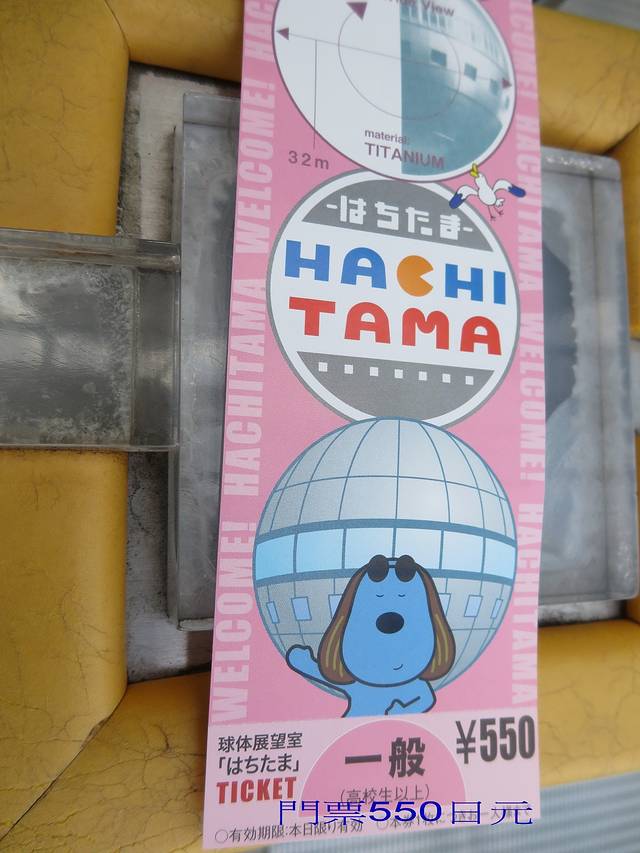 View
material:
TITANIUM
32m
-はちたま-
HACHI
TAMA
WELCOME! HACHITAMA WELCOME!
HACHITAMA WELCOME! HACHITAMA
球体展望室
「はちたま」
TICKET
一般
(高校生以上)
¥550
門票550日元
○有効期限:本日限り有効